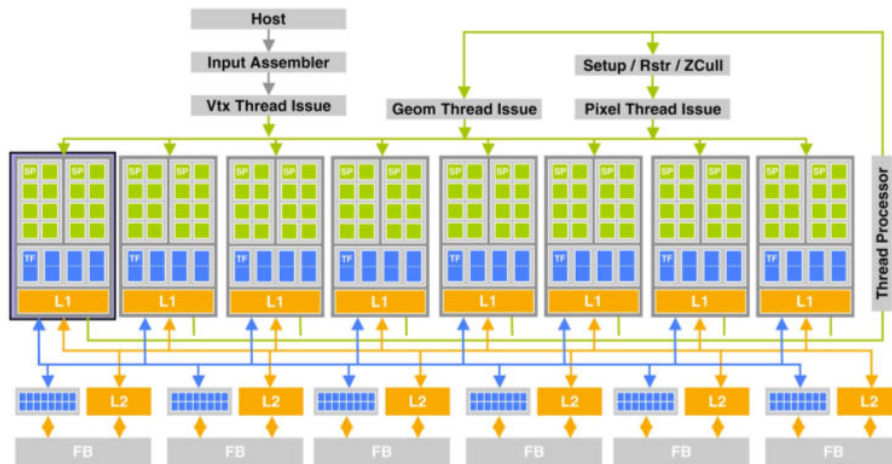 Host
Input Assembler
Setup / Rstr / ZCull
Vtx Thread Issue
Geom Thread Issue
Pixel Thread Issue
SP SP SP SP SP SP SP SP SP SP SP SP SP SP SP SP
Thread Processor
TF TF TF TF TF TF TF TF
L1 L1 L1 L1 L1 L1 L1 L1
L2 L2 L2 L2 L2 L2
FB FB FB FB FB FB